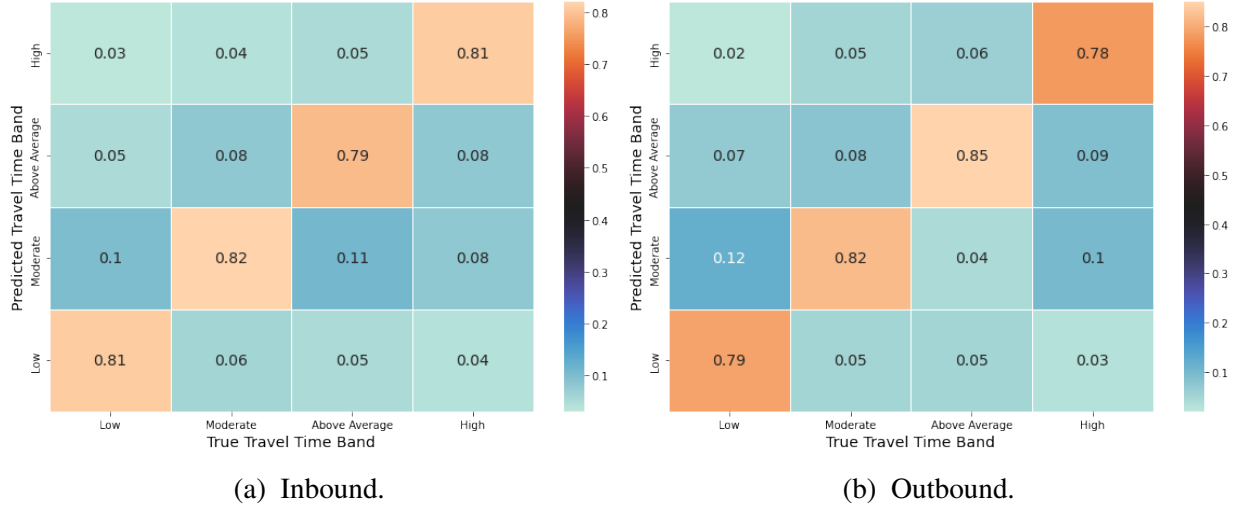 Predicted Travel Time Band
High
Above Average
Moderate
Low
0.03 0.04 0.05 0.81
0.05 0.08 0.79 0.08
0.1 0.82 0.11 0.08
0.81 0.06 0.05 0.04
Low Moderate Above Average High
True Travel Time Band
0.8
0.7
0.6
0.5
0.4
0.3
0.2
0.1
(a) Inbound.
Predicted Travel Time Band
High
Above Average
Moderate
Low
0.02 0.05 0.06 0.78
0.07 0.08 0.85 0.09
0.12 0.82 0.04 0.1
0.79 0.05 0.05 0.03
Low Moderate Above Average High
True Travel Time Band
0.8
0.7
0.6
0.5
0.4
0.3
0.2
0.1
(b) Outbound.